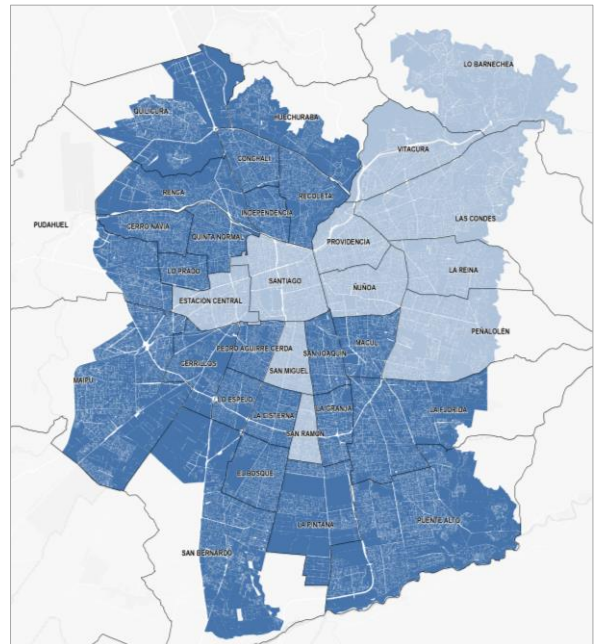 LO BARNECHEA
QUILICURA
HUECHURABA
VITACURA
CONCHALÍ
RENCA
RECOLETA
INDEPENDENCIA
LAS CONDES
PUDAHUEL
CERRO NAVIA
QUINTA NORMAL
PROVIDENCIA
LO PRADO
LA REINA
SANTIAGO
ÑUÑOA
ESTACION CENTRAL
PEÑALOLÉN
PEDRO AGUIRRE CERDA
SAN JOAQUIN
MACUL
CERRILLOS
SAN MIGUEL
MAIPU
LO ESPEJO
LA CISTERNA
LA GRANJA
LA FLORIDA
SAN RAMON
EL BOSQUE
LA PINTANA
PUENTE ALTO
SAN BERNARDO